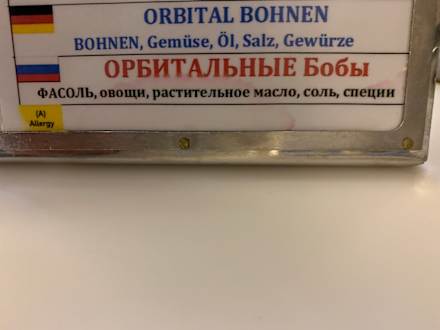 ORBITAL BOHNEN
BOHNEN, Gemüse, Öl, Salz, Gewürze
ОРБИТАЛЬНЫЕ Бобы
ФАСОЛЬ, овощи, растительное масло, соль, специи
(A)
Allergy